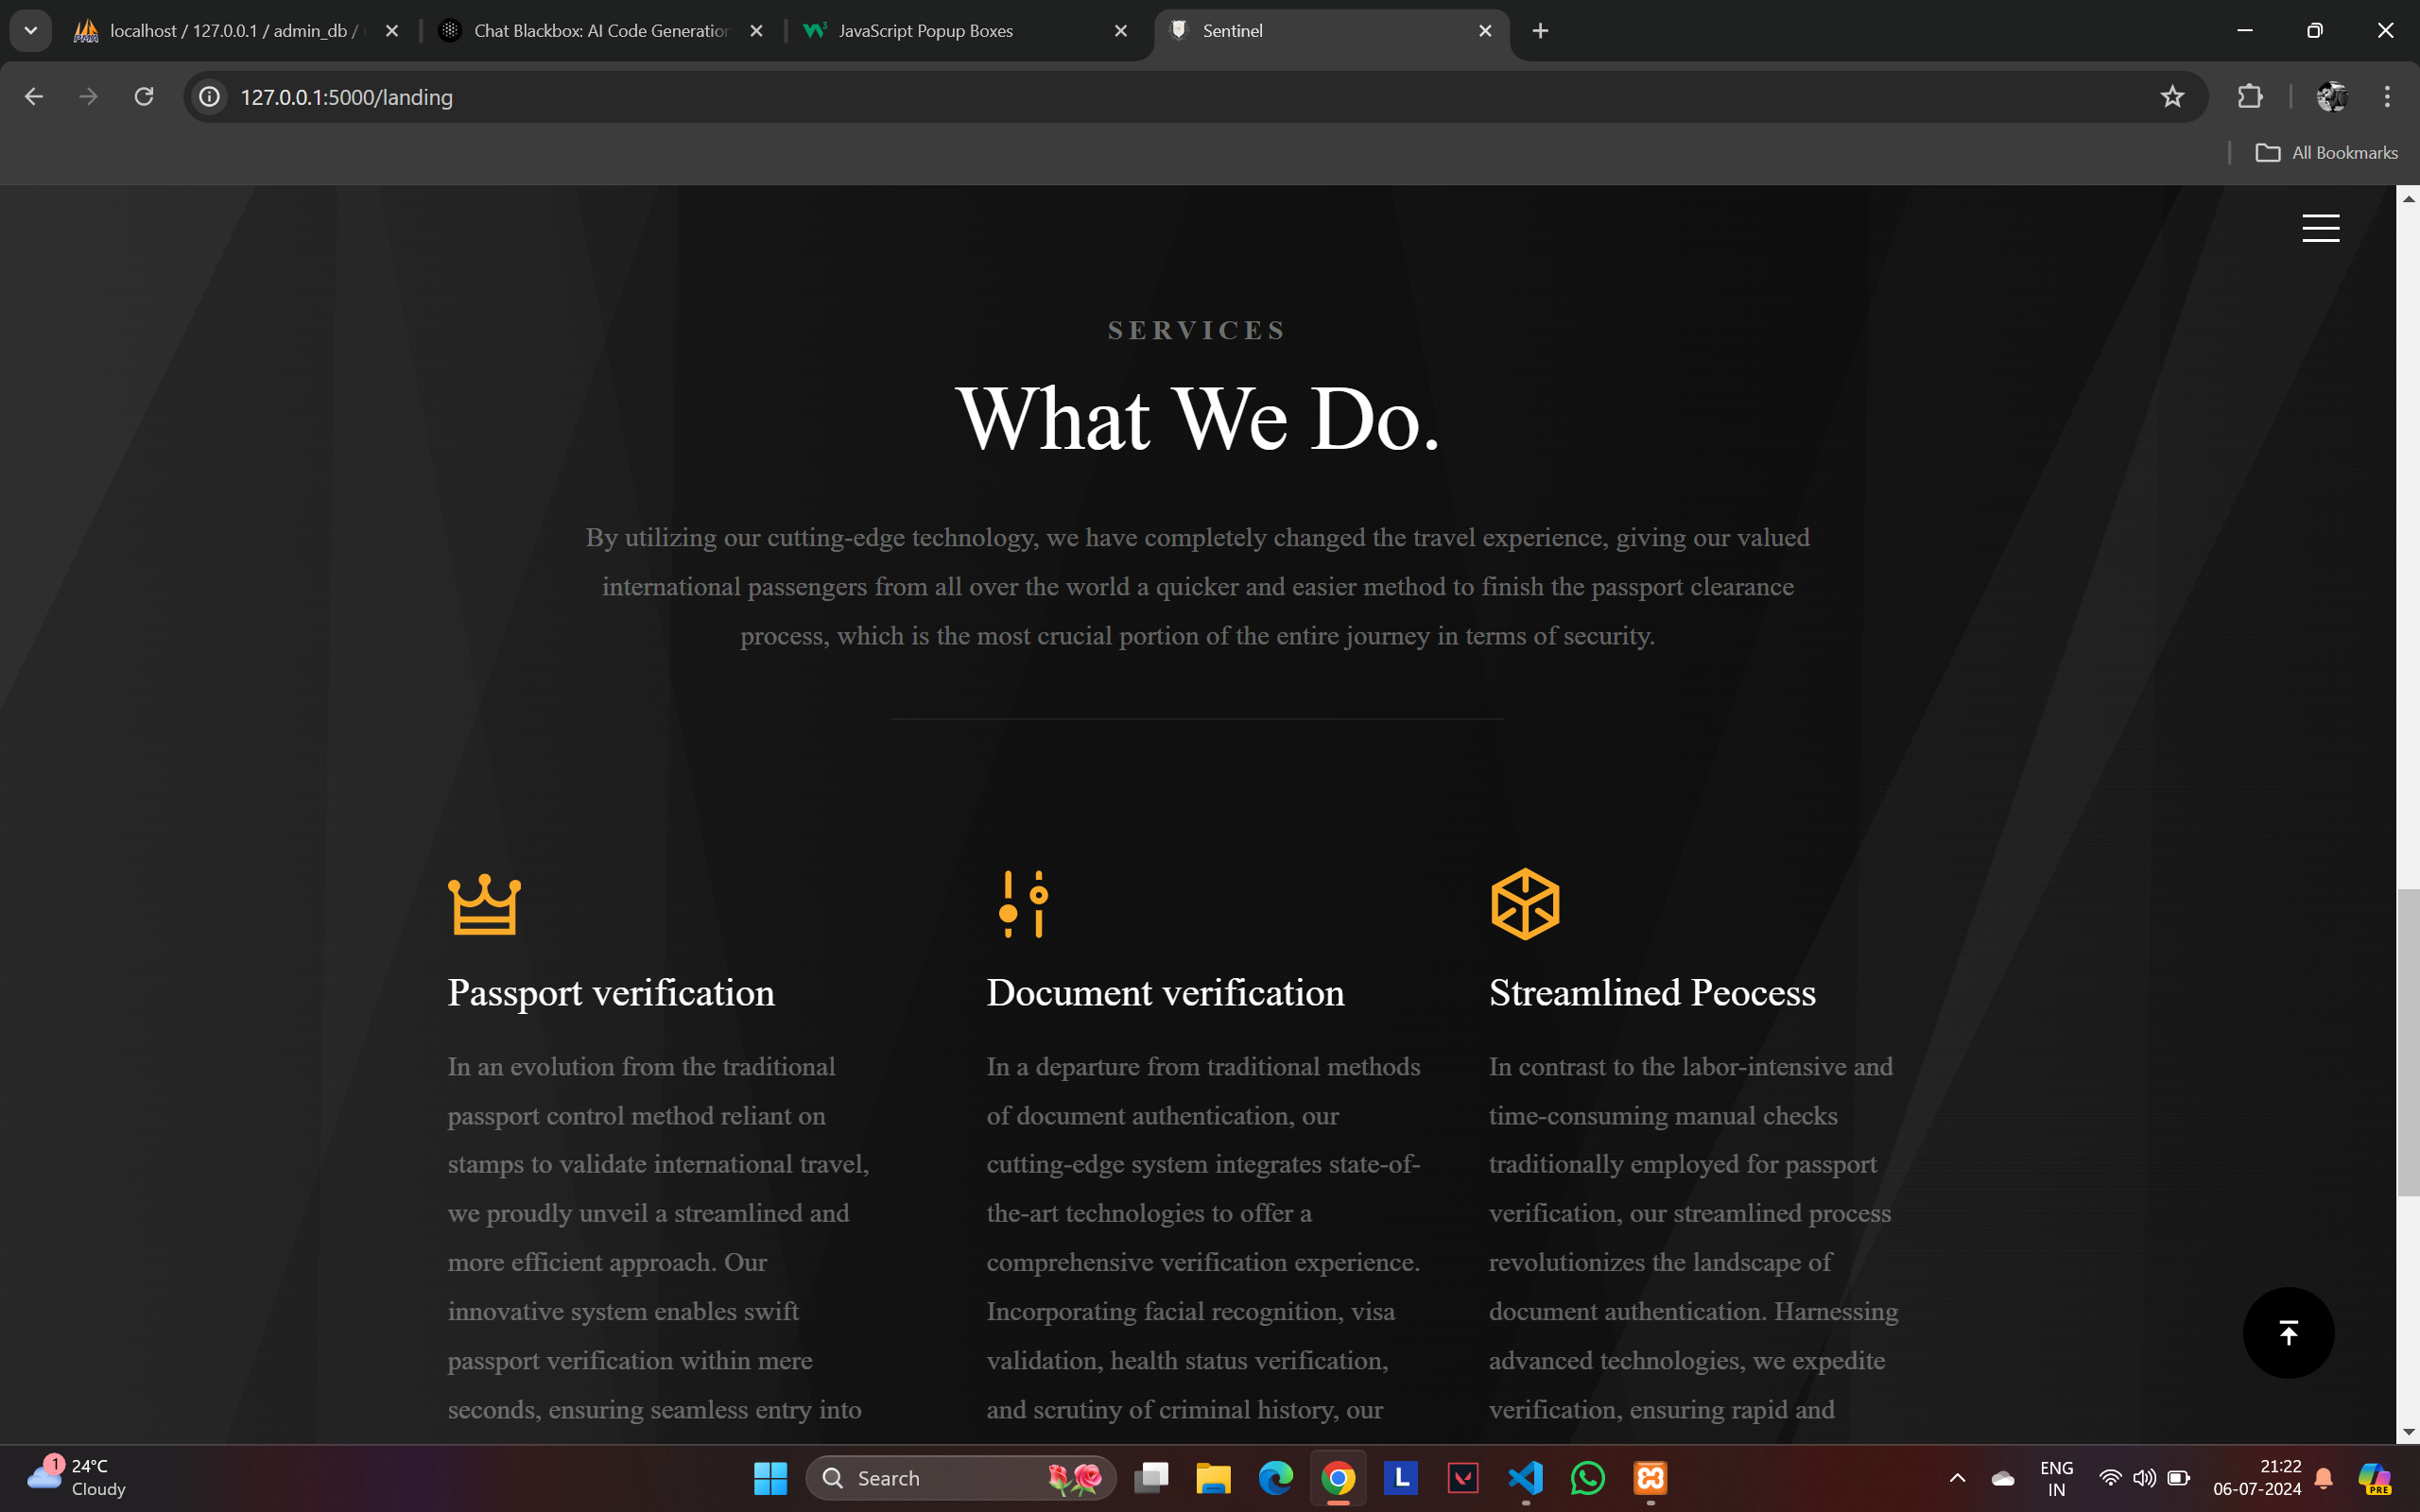 localhost / 127.0.0.1 / admin_db /
Chat Blackbox: AI Code Generation
JavaScript Popup Boxes
Sentinel
127.0.0.1:5000/landing
All Bookmarks
SERVICES
What We Do.
By utilizing our cutting-edge technology, we have completely changed the travel experience, giving our valued
international passengers from all over the world a quicker and easier method to finish the passport clearance
process, which is the most crucial portion of the entire journey in terms of security.
Passport verification
In an evolution from the traditional
passport control method reliant on
stamps to validate international travel,
we proudly unveil a streamlined and
more efficient approach. Our
innovative system enables swift
passport verification within mere
seconds, ensuring seamless entry into
Document verification
In a departure from traditional methods
of document authentication, our
cutting-edge system integrates state-of-
the-art technologies to offer a
comprehensive verification experience.
Incorporating facial recognition, visa
validation, health status verification,
and scrutiny of criminal history, our
Streamlined Peocess
In contrast to the labor-intensive and
time-consuming manual checks
traditionally employed for passport
verification, our streamlined process
revolutionizes the landscape of
document authentication. Harnessing
advanced technologies, we expedite
verification, ensuring rapid and
1
24°C
Cloudy
Search
L
ENG
IN
21:22
06-07-2024
PRE